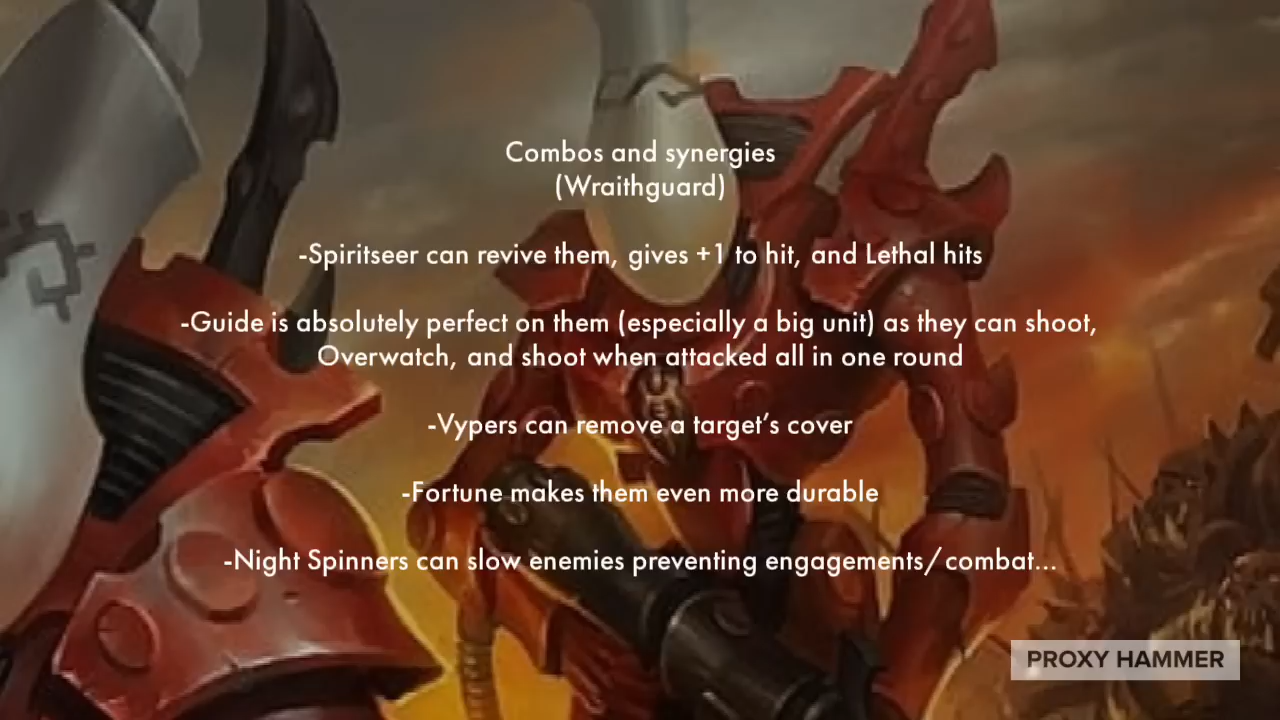 Combos and synergies
(Wraithguard)
-Spiritseer can revive them, gives +1 to hit, and Lethal hits
-Guide is absolutely perfect on them (especially a big unit) as they can shoot,
Overwatch, and shoot when attacked all in one round
-Vypers can remove a target’s cover
-Fortune makes them even more durable
-Night Spinners can slow enemies preventing engagements/combat...
PROXY HAMMER